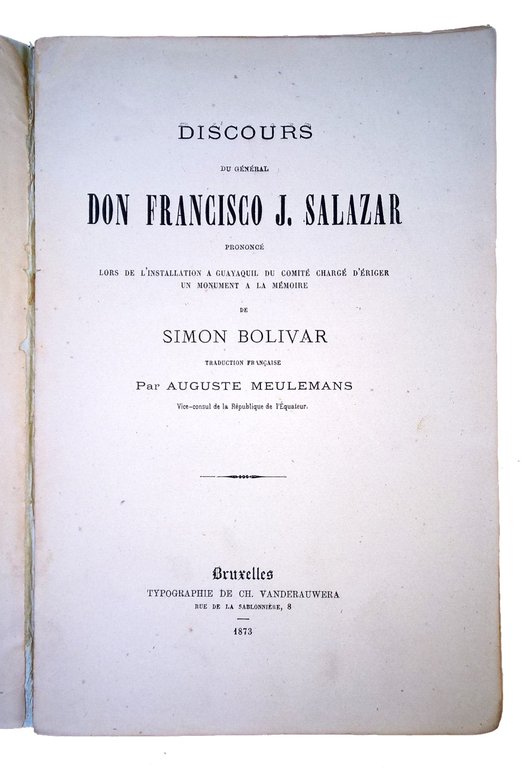 DISCOURS
DU GÉNÉRAL
DON FRANCISCO J. SALAZAR
PRONONCÉ
LORS DE L'INSTALLATION A GUAYAQUIL DU COMITÉ CHARGÉ D'ÉRIGER
UN MONUMENT A LA MÉMOIRE
DE
SIMON BOLIVAR
TRADUCTION FRANÇAISE
Par AUGUSTE MEULEMANS
Vice-consul de la République de l'Équateur.
Bruxelles
TYPOGRAPHIE DE CH. VANDERAUWERA
RUE DE LA SABLONNIÈRE, 8
1873